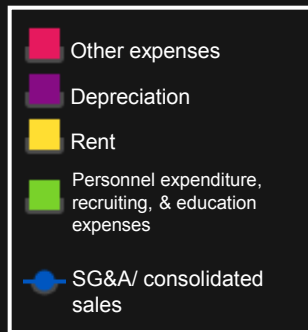 Other expenses
Depreciation
Rent
Personnel expenditure,
recruiting, & education
expenses
SG&A/ consolidated
sales